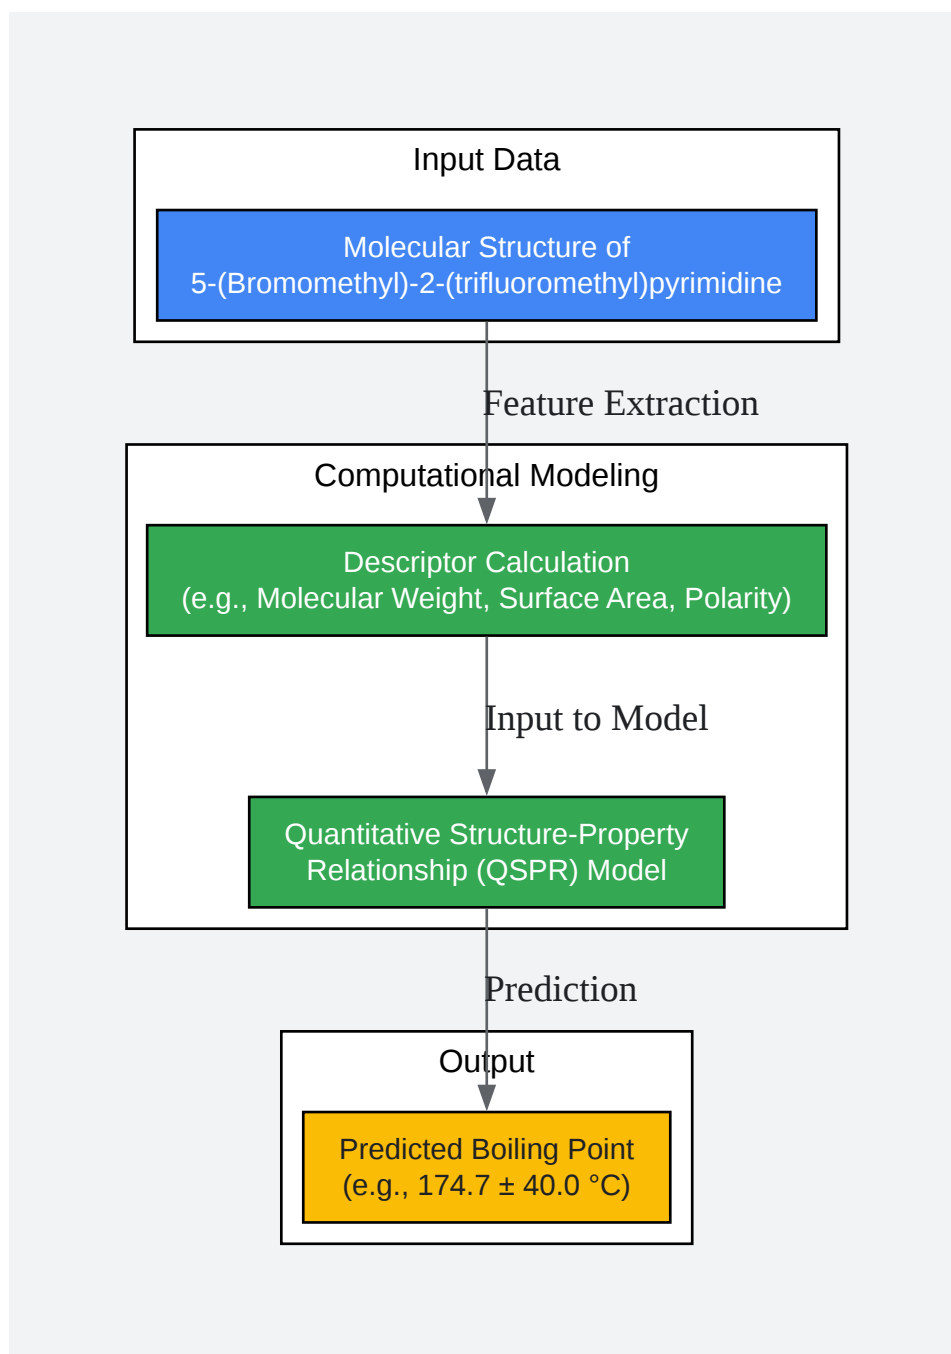 Input Data
Molecular Structure of
5-(Bromomethyl)-2-(trifluoromethyl)pyrimidine
Feature Extraction
Computational Modeling
Descriptor Calculation
(e.g., Molecular Weight, Surface Area, Polarity)
Input to Model
Quantitative Structure-Property
Relationship (QSPR) Model
Prediction
Output
Predicted Boiling Point
(e.g., 174.7 ± 40.0 °C)